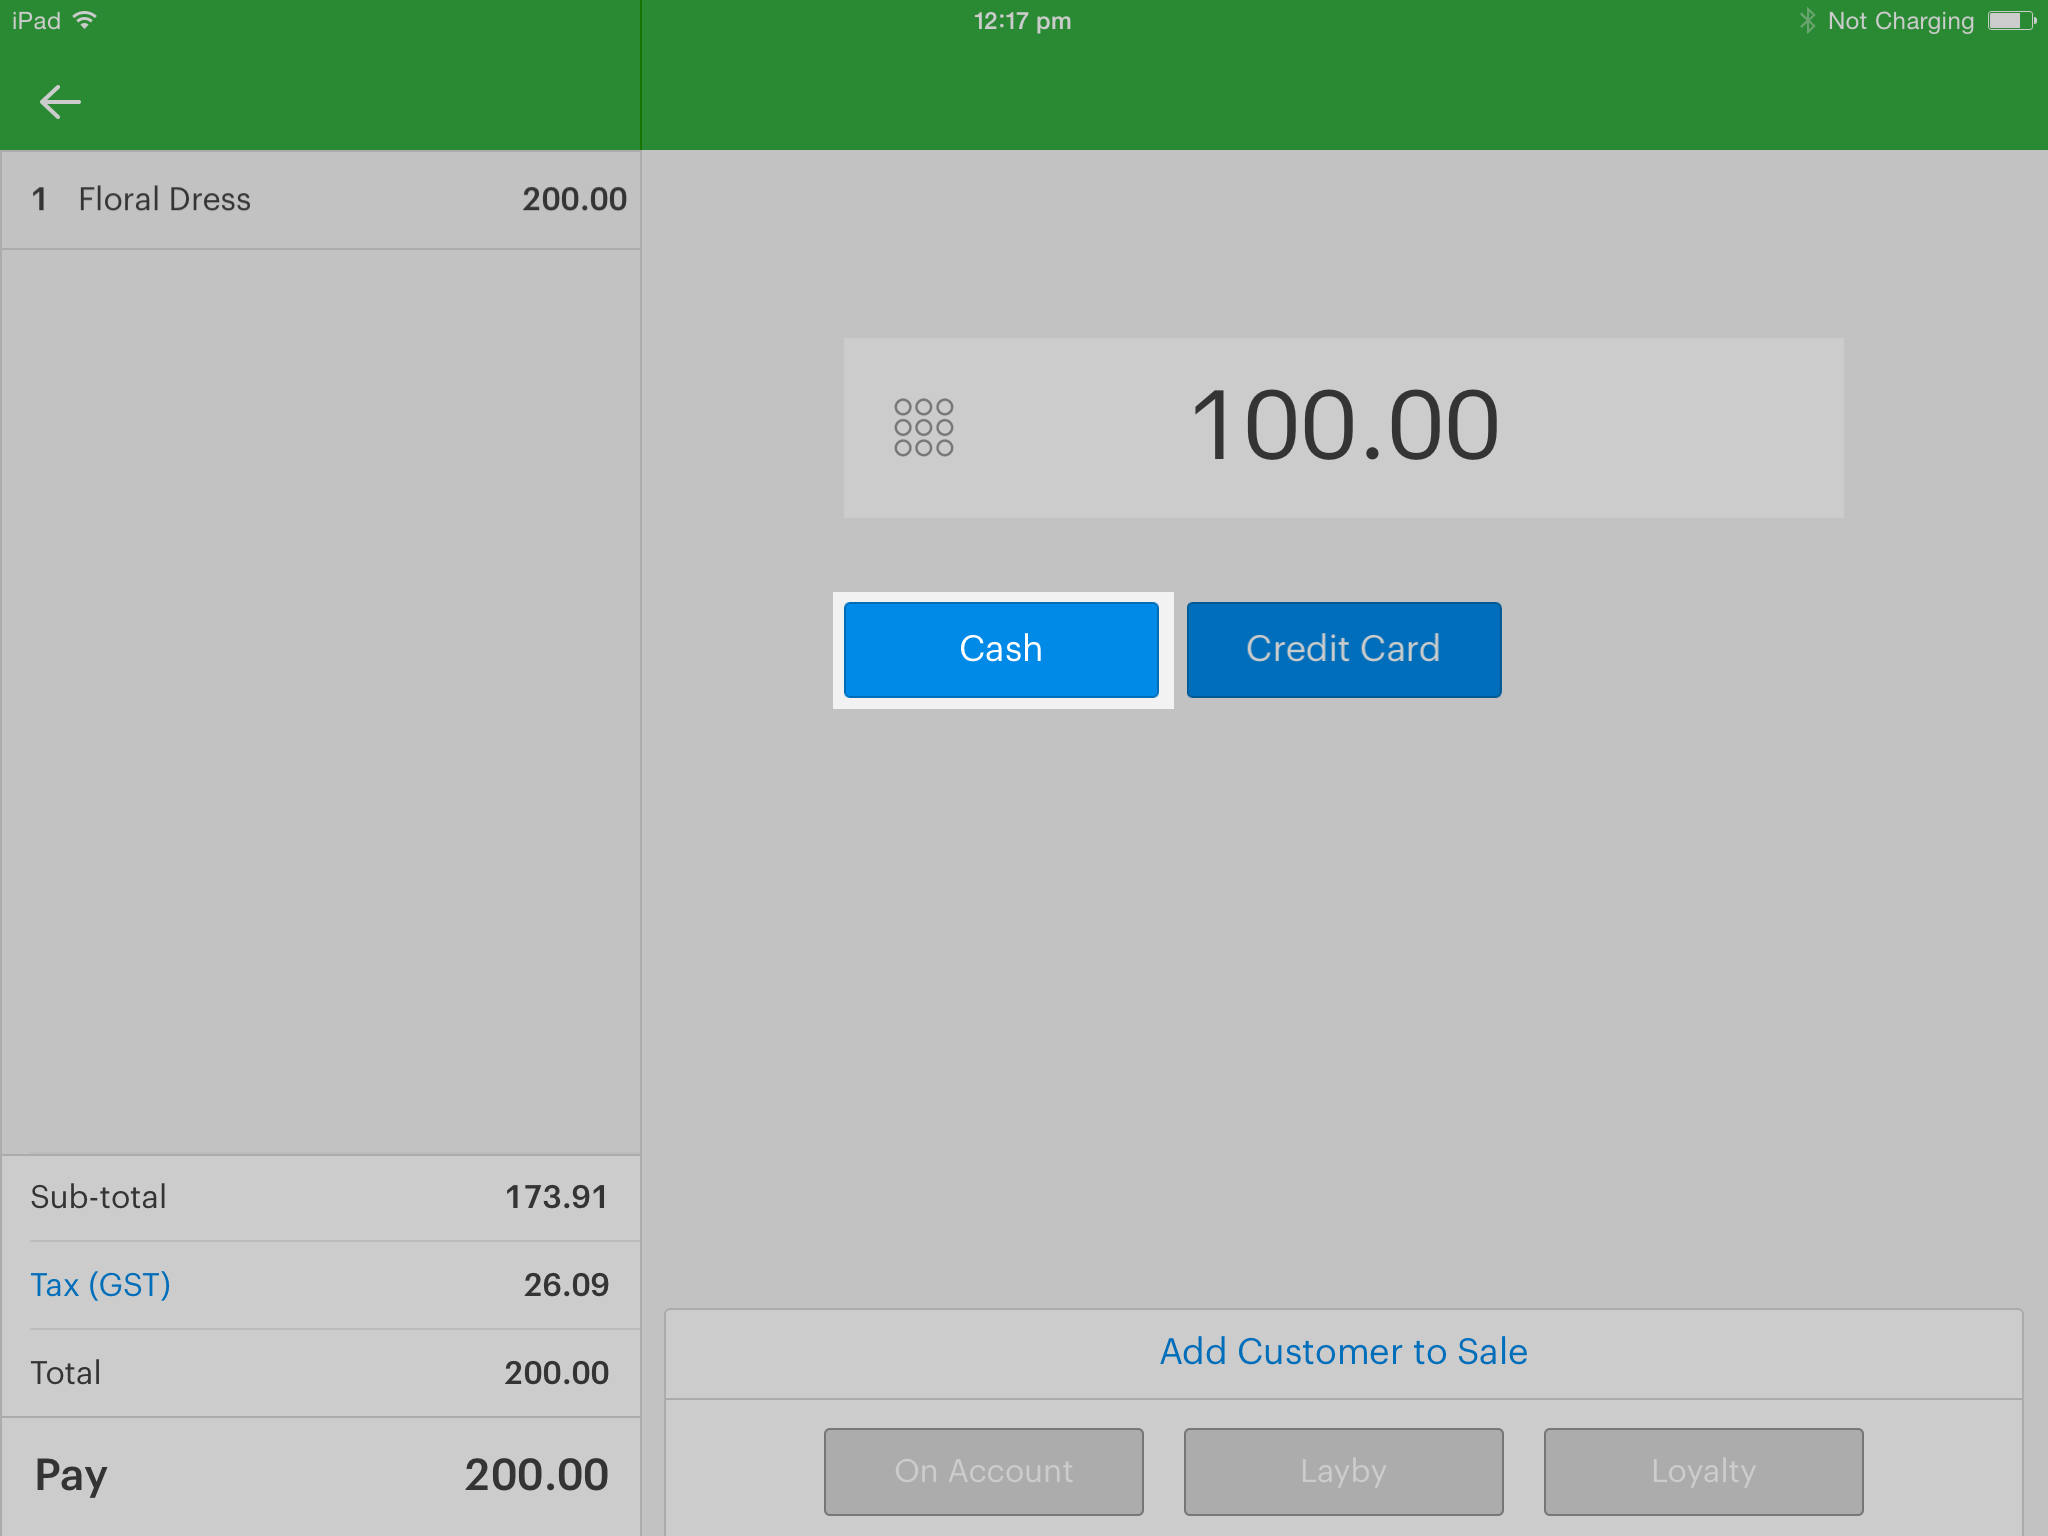 iPad 12:17 pm Not Charging
1 Floral Dress 200.00
100.00
Cash Credit Card
Sub-total 173.91
Tax (GST) 26.09
Total 200.00
Pay 200.00
Add Customer to Sale
On Account Layby Loyalty